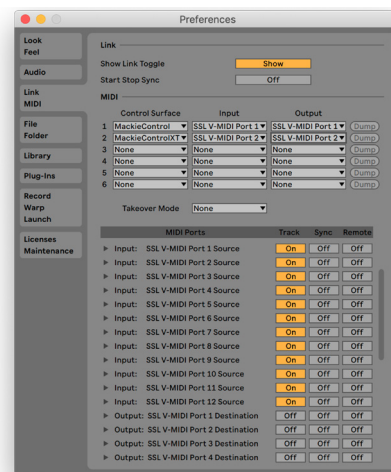 Preferences
Look
Feel
Audio
Link
MIDI
File
Folder
Library
Plug-Ins
Record
Warp
Launch
Licenses
Maintenance
Link
Show Link Toggle Show
Start Stop Sync Off
MIDI
Control Surface Input Output
1 MackieControl SSL V-MIDI Port 1 SSL V-MIDI Port 1 Dump
2 MackieControlXT SSL V-MIDI Port 2 SSL V-MIDI Port 2 Dump
3 None None None Dump
4 None None None Dump
5 None None None Dump
6 None None None Dump
Takeover Mode None
MIDI Ports Track Sync Remote
Input: SSL V-MIDI Port 1 Source On Off Off
Input: SSL V-MIDI Port 2 Source On Off Off
Input: SSL V-MIDI Port 3 Source On Off Off
Input: SSL V-MIDI Port 4 Source On Off Off
Input: SSL V-MIDI Port 5 Source On Off Off
Input: SSL V-MIDI Port 6 Source On Off Off
Input: SSL V-MIDI Port 7 Source On Off Off
Input: SSL V-MIDI Port 8 Source On Off Off
Input: SSL V-MIDI Port 9 Source On Off Off
Input: SSL V-MIDI Port 10 Source On Off Off
Input: SSL V-MIDI Port 11 Source On Off Off
Input: SSL V-MIDI Port 12 Source On Off Off
Output: SSL V-MIDI Port 1 Destination Off Off Off
Output: SSL V-MIDI Port 2 Destination Off Off Off
Output: SSL V-MIDI Port 3 Destination Off Off Off
Output: SSL V-MIDI Port 4 Destination Off Off Off